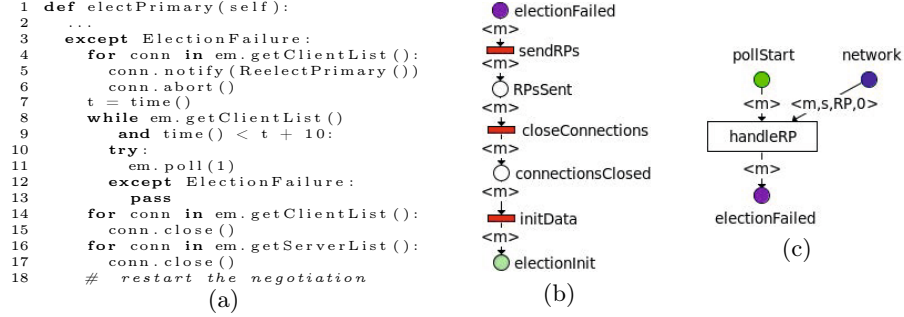 1 def electPrimary(self):
2 ...
3 except ElectionFailure:
4 for conn in em.getClientList():
5 conn.notify(ReelectPrimary())
6 conn.abort()
7 t = time()
8 while em.getClientList()
9 and time() < t + 10:
10 try:
11 em.poll(1)
12 except ElectionFailure:
13 pass
14 for conn in em.getClientList():
15 conn.close()
16 for conn in em.getServerList():
17 conn.close()
18 # restart the negotiation
(a)
electionFailed
<m>
sendRPs
<m>
RPsSent
<m>
closeConnections
<m>
connectionsClosed
<m>
initData
<m>
electionInit
(b)
pollStart network
<m> <m,s,RP,0>
handleRP
<m>
electionFailed
(c)